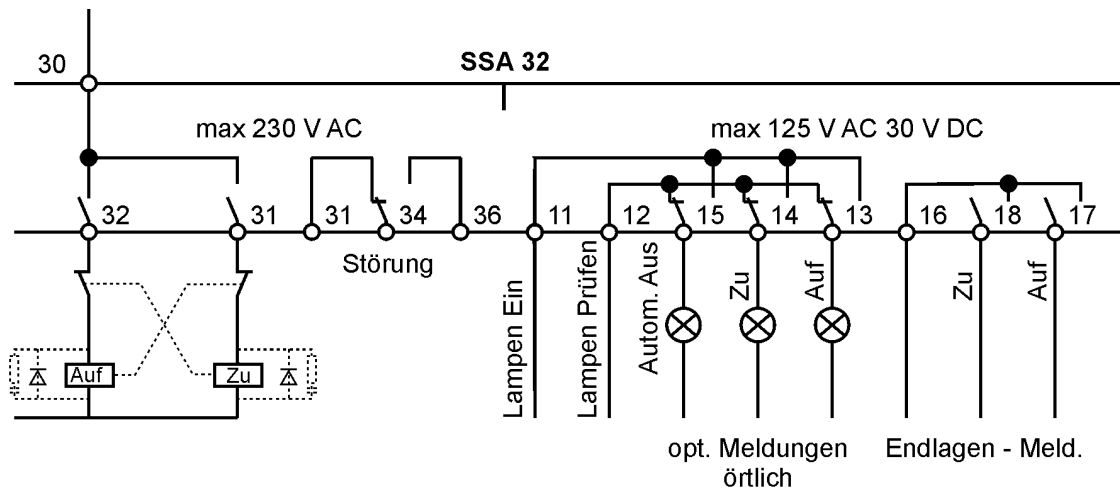 30
SSA 32
max 230 V AC
max 125 V AC 30 V DC
32
31
31
34
36
11
12
15
14
13
16
18
17
Störung
Lampen Ein
Lampen Prüfen
Autom. Aus
Zu
Auf
Zu
Auf
Auf
Zu
opt. Meldungen
örtlich
Endlagen - Meld.